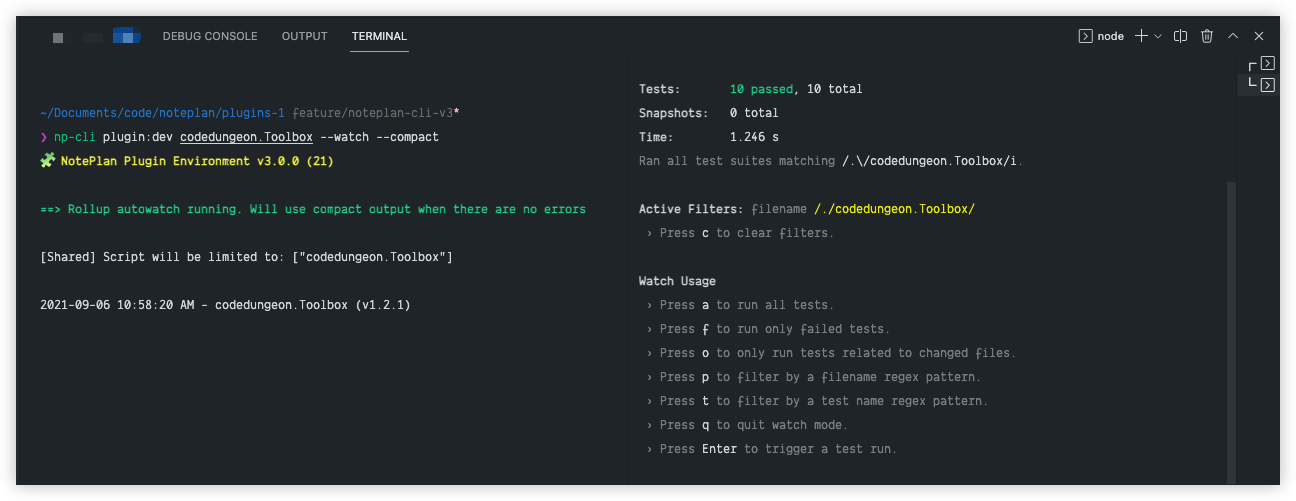 DEBUG CONSOLE OUTPUT TERMINAL node
~/Documents/code/noteplan/plugins-1 feature/noteplan-cli-v3*
❯ np-cli plugin:dev codedungeon.Toolbox --watch --compact
🧩 NotePlan Plugin Environment v3.0.0 (21)
==> Rollup autowatch running. Will use compact output when there are no errors
[Shared] Script will be limited to: ["codedungeon.Toolbox"]
2021-09-06 10:58:20 AM - codedungeon.Toolbox (v1.2.1)
Tests: 10 passed, 10 total
Snapshots: 0 total
Time: 1.246 s
Ran all test suites matching /.\/codedungeon.Toolbox/i.
Active Filters: filename /./codedungeon.Toolbox/
› Press c to clear filters.
Watch Usage
› Press a to run all tests.
› Press f to run only failed tests.
› Press o to only run tests related to changed files.
› Press p to filter by a filename regex pattern.
› Press t to filter by a test name regex pattern.
› Press q to quit watch mode.
› Press Enter to trigger a test run.